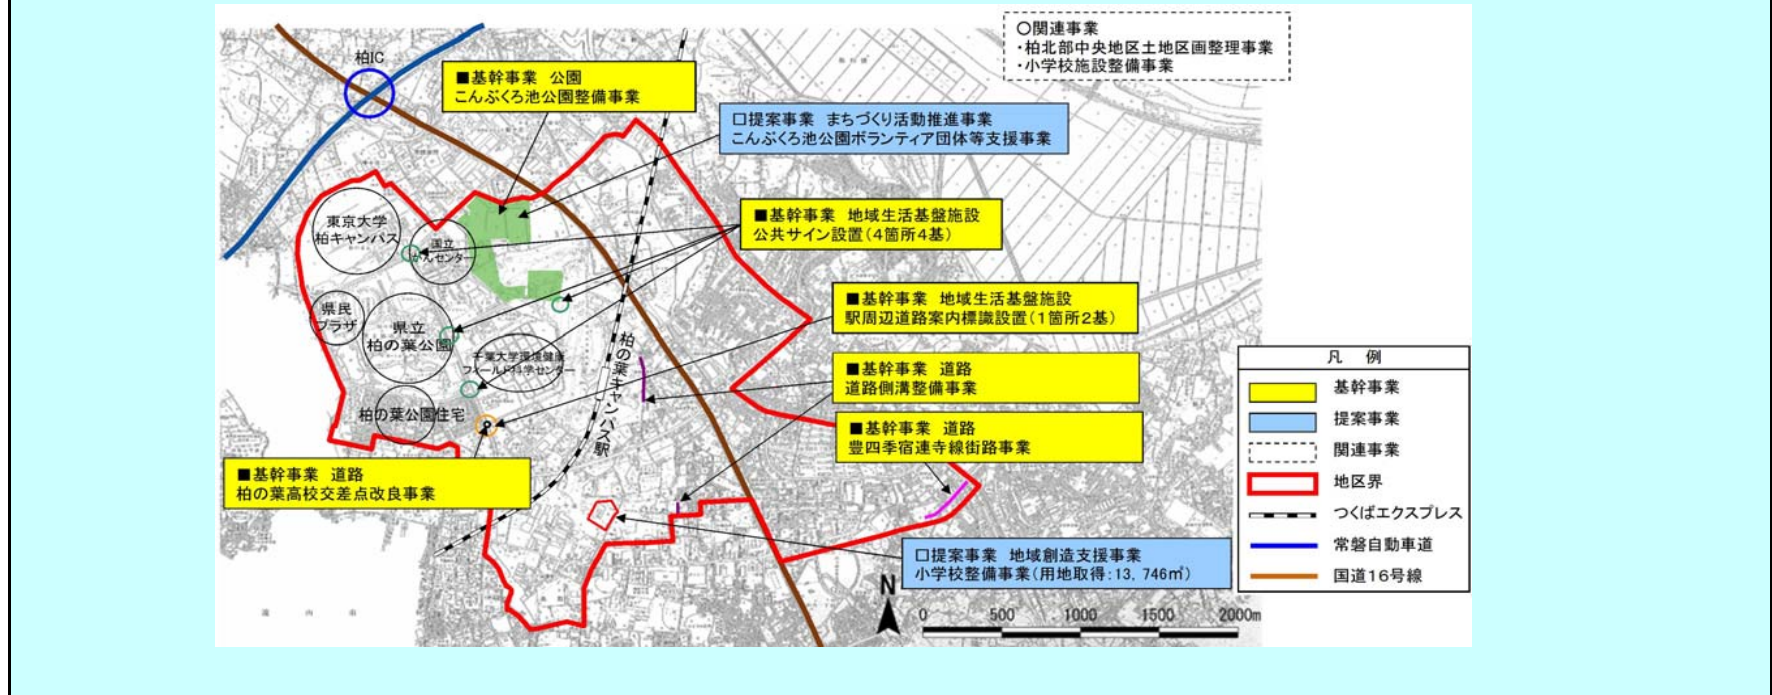 ○関連事業
・柏北部中央地区土地区画整理事業
・小学校施設整備事業
柏IC
■基幹事業 公園
こんぶくろ池公園整備事業
□提案事業 まちづくり活動推進事業
こんぶくろ池公園ボランティア団体等支援事業
東京大学
柏キャンパス
国立
がんセンター
■基幹事業 地域生活基盤施設
公共サイン設置(4箇所4基)
県民
プラザ
県立
柏の葉公園
千葉大学環境健康
フィールド科学センター
柏の葉公園住宅
柏の葉キャンパス駅
■基幹事業 地域生活基盤施設
駅周辺道路案内標識設置(1箇所2基)
■基幹事業 道路
道路側溝整備事業
■基幹事業 道路
豊四季宿連寺線街路事業
■基幹事業 道路
柏の葉高校交差点改良事業
□提案事業 地域創造支援事業
小学校整備事業(用地取得:13, 746㎡)
凡 例
基幹事業
提案事業
関連事業
地区界
つくばエクスプレス
常磐自動車道
国道16号線
N
0 500 1000 1500 2000m